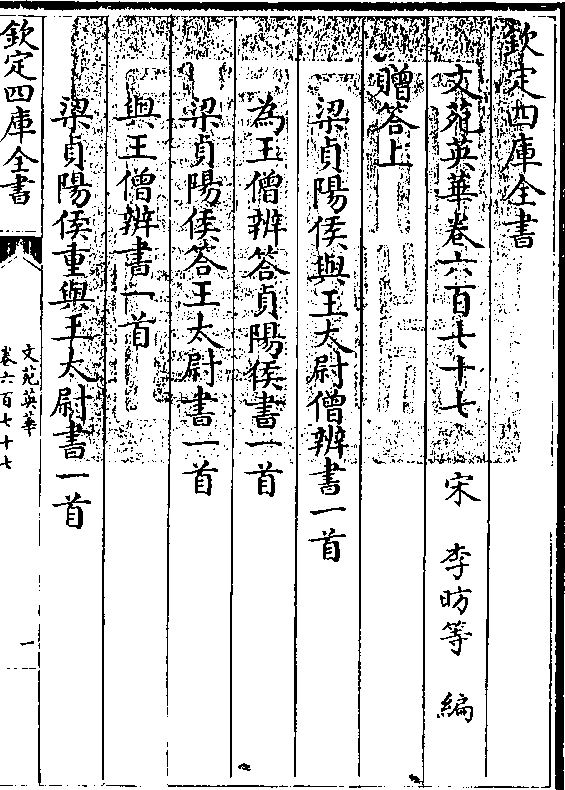 欽定四庫全書
文苑英華卷六百七十七　宋　李昉等　編
贈答上
梁貞陽侯與王太尉僧辨書一首
為王僧辨答貞陽侯書一首
梁貞陽侯答王太尉書一首
與王僧辨書一首
梁貞陽侯重與王太尉書一首
欽定四庫全書
文苑英華
卷六百七十七
一